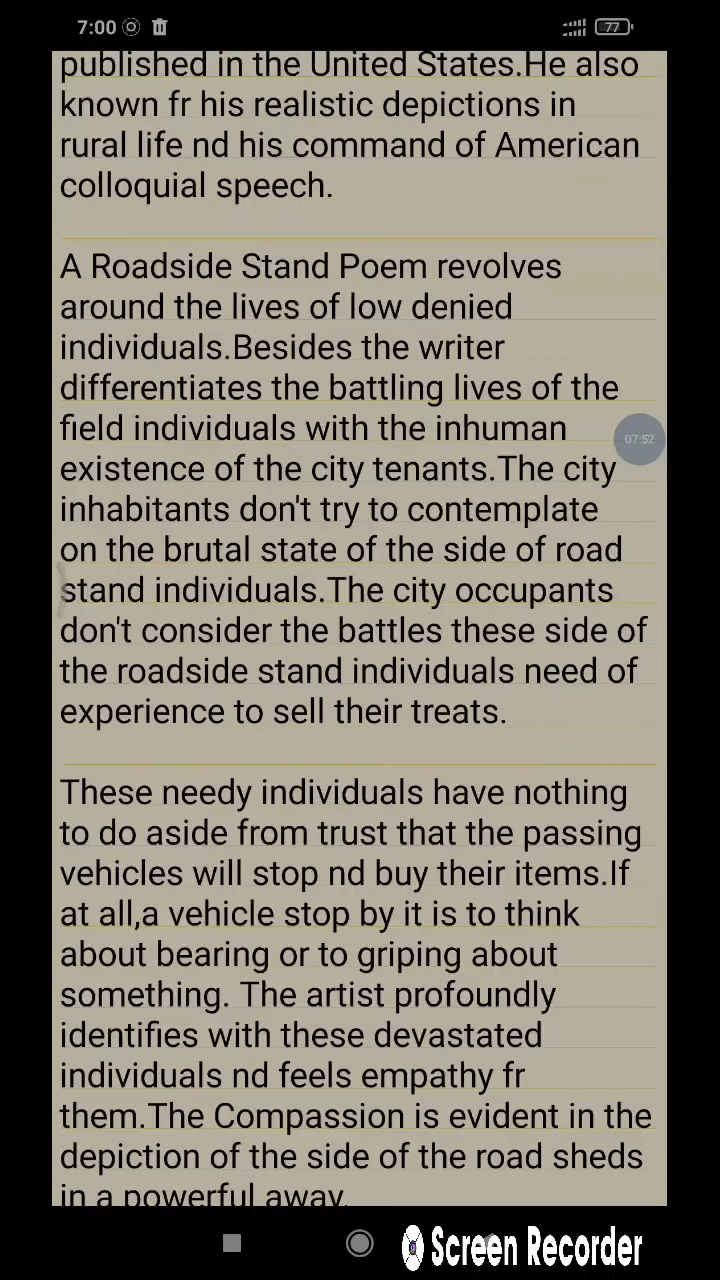 7:00
77
published in the United States.He also
known fr his realistic depictions in
rural life nd his command of American
colloquial speech.
A Roadside Stand Poem revolves
around the lives of low denied
individuals.Besides the writer
differentiates the battling lives of the
field individuals with the inhuman
existence of the city tenants.The city
inhabitants don't try to contemplate
on the brutal state of the side of road
stand individuals.The city occupants
don't consider the battles these side of
the roadside stand individuals need of
experience to sell their treats.
07:52
These needy individuals have nothing
to do aside from trust that the passing
vehicles will stop nd buy their items.If
at all,a vehicle stop by it is to think
about bearing or to griping about
something. The artist profoundly
identifies with these devastated
individuals nd feels empathy fr
them.The Compassion is evident in the
depiction of the side of the road sheds
in a powerful away.
Screen Recorder